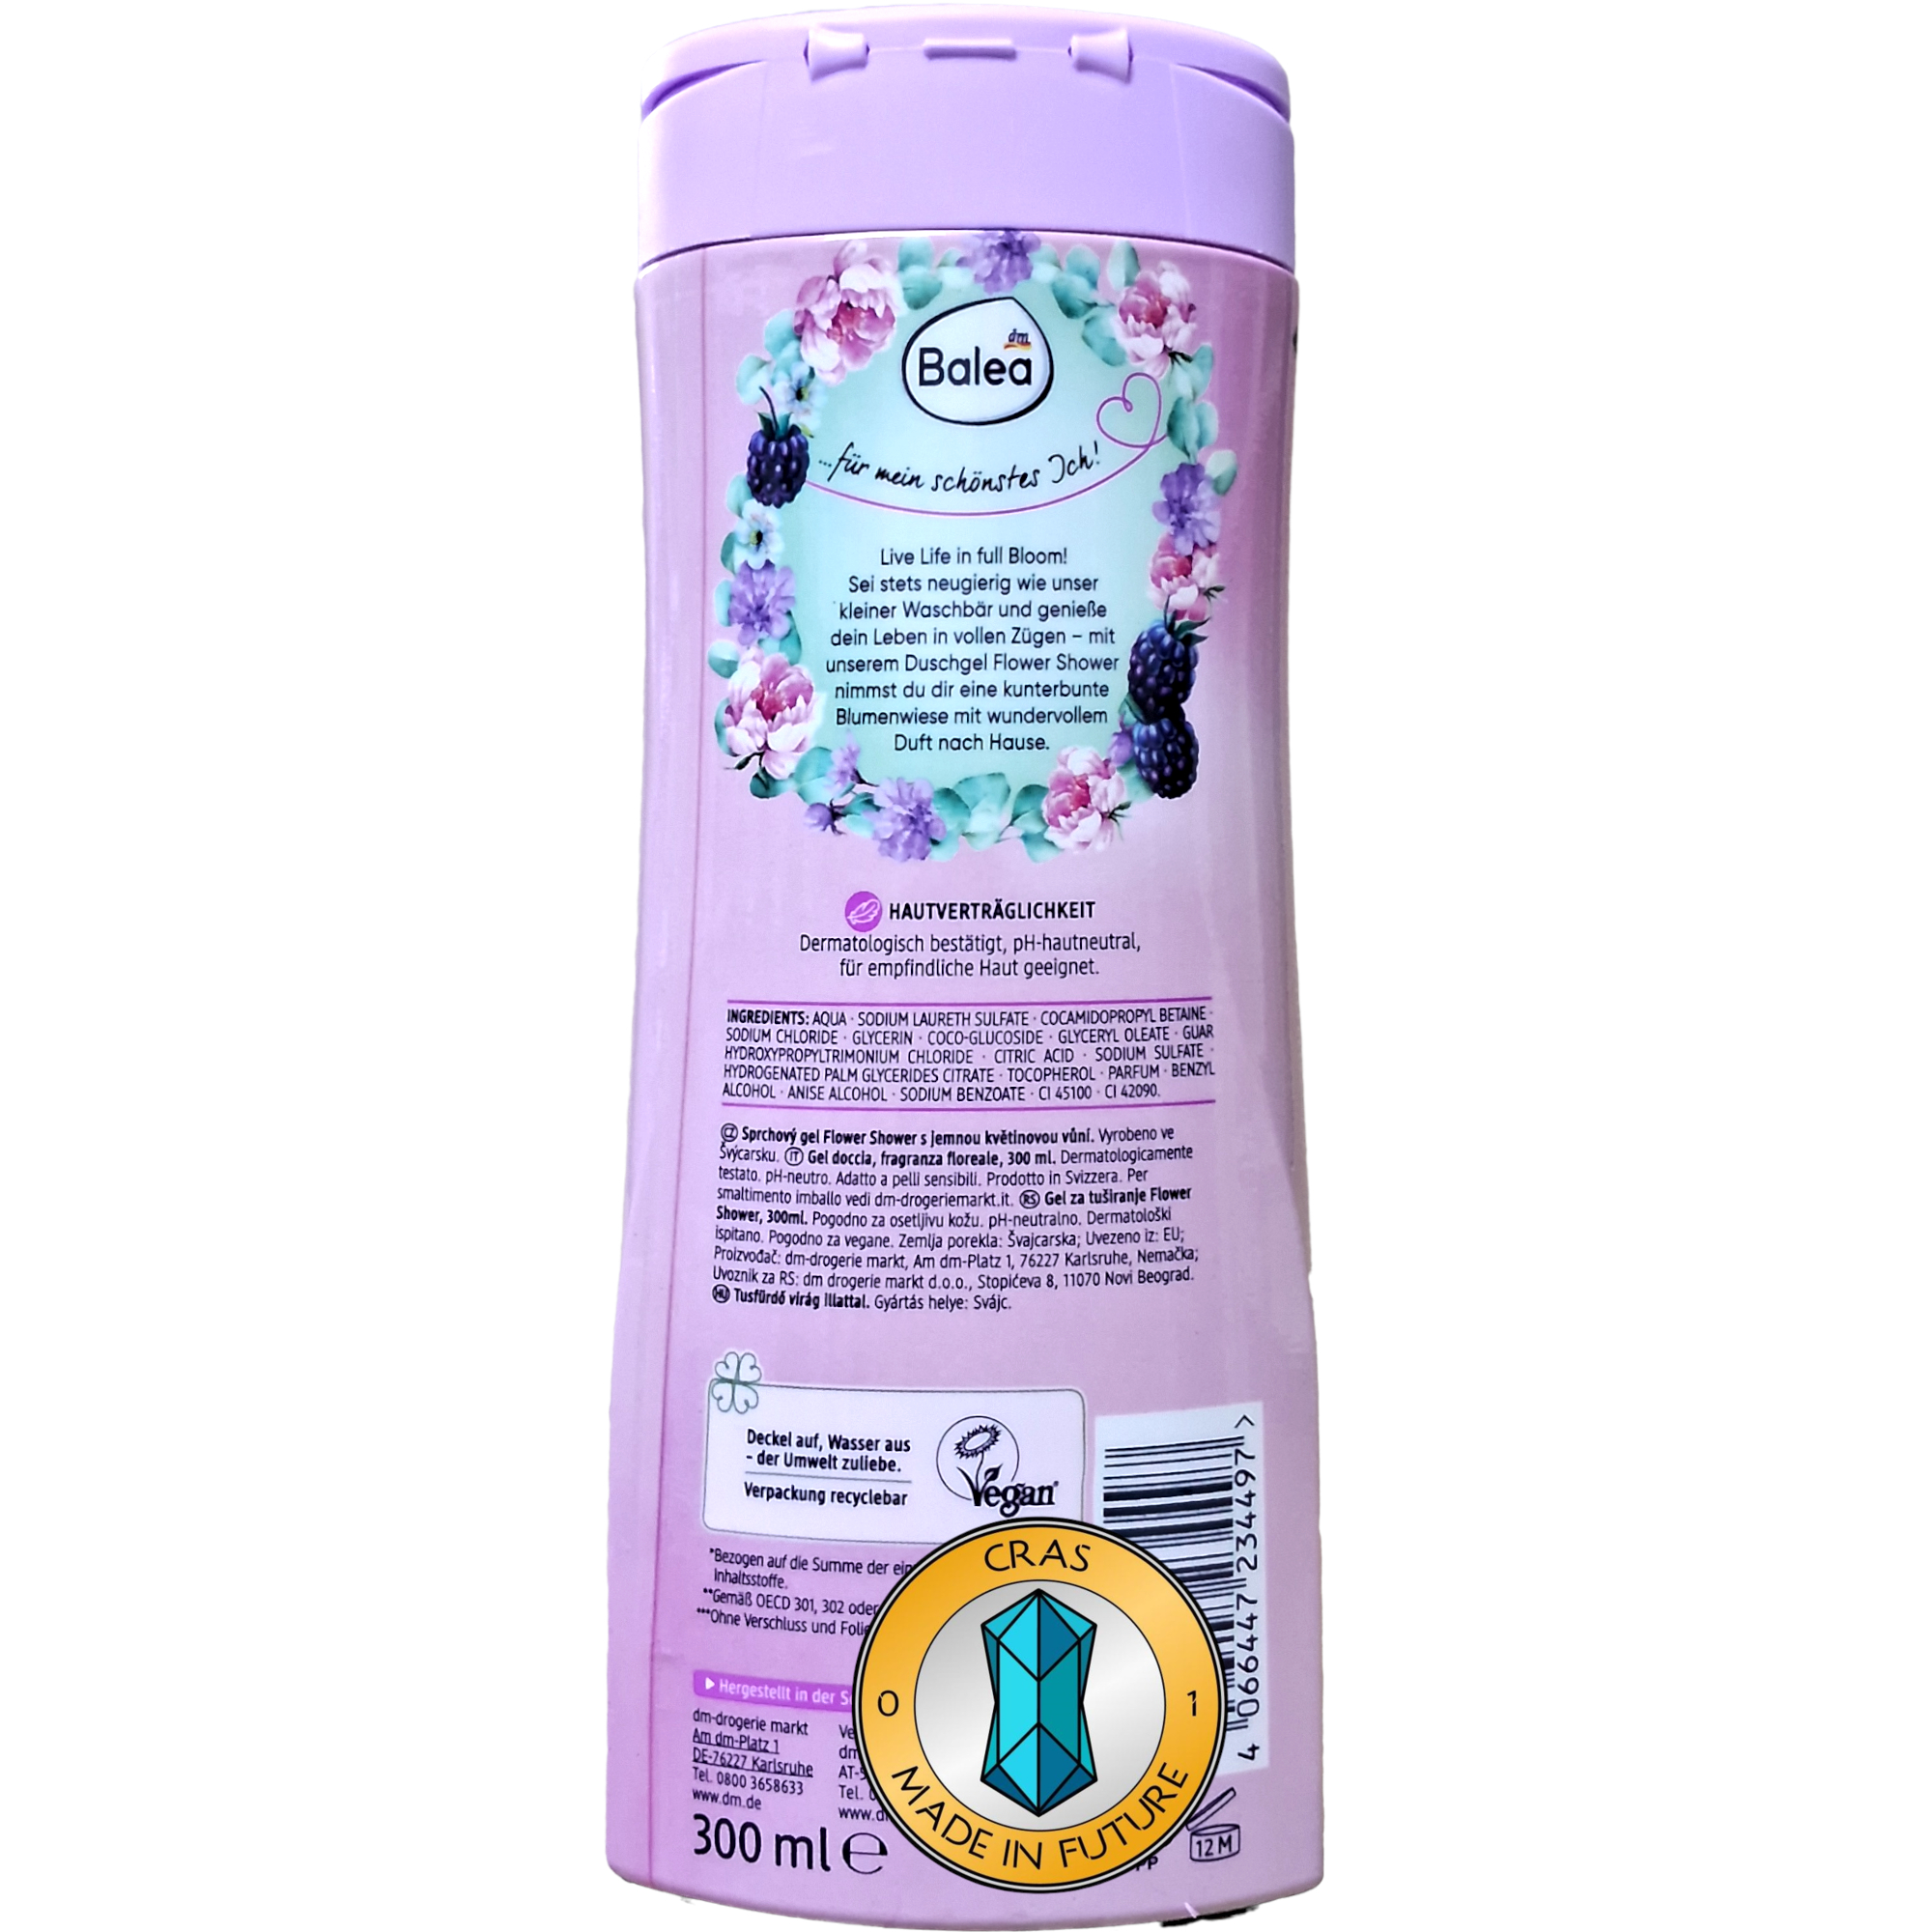 dm
Balea
...für mein schönstes Ich!
Live Life in full Bloom!
Sei stets neugierig wie unser
kleiner Waschbär und genieße
dein Leben in vollen Zügen – mit
unserem Duschgel Flower Shower
nimmst du dir eine kunterbunte
Blumenwiese mit wundervollem
Duft nach Hause.
HAUTVERTRÄGLICHKEIT
Dermatologisch bestätigt, pH-hautneutral,
für empfindliche Haut geeignet.
INGREDIENTS: AQUA · SODIUM LAURETH SULFATE · COCAMIDOPROPYL BETAINE ·
SODIUM CHLORIDE · GLYCERIN · COCO-GLUCOSIDE · GLYCERYL OLEATE · GUAR
HYDROXYPROPYLTRIMONIUM CHLORIDE · CITRIC ACID · SODIUM SULFATE ·
HYDROGENATED PALM GLYCERIDES CITRATE · TOCOPHEROL · PARFUM · BENZYL
ALCOHOL · ANISE ALCOHOL · SODIUM BENZOATE · CI 45100 · CI 42090.
CZ Sprchový gel Flower Shower s jemnou květinovou vůní. Vyrobeno ve
Švýcarsku. IT Gel doccia, fragranza floreale, 300 ml. Dermatologicamente
testato. pH-neutro. Adatto a pelli sensibili. Prodotto in Svizzera. Per
smaltimento imballo vedi dm-drogeriemarkt.it. RS Gel za tuširanje Flower
Shower, 300ml. Pogodno za osetljivu kožu. pH-neutralno. Dermatološki
ispitano. Pogodno za vegane. Zemlja porekla: Švajcarska; Uvezeno iz: EU;
Proizvođač: dm-drogerie markt, Am dm-Platz 1, 76227 Karlsruhe, Nemačka;
Uvoznik za RS: dm drogerie markt d.o.o., Stopićeva 8, 11070 Novi Beograd.
HU Tusfürdő virág illattal. Gyártás helye: Svájc.
Deckel auf, Wasser aus
– der Umwelt zuliebe.
Verpackung recyclebar
Vegan
*Bezogen auf die Summe der
Inhaltsstoffe.
**Gemäß OECD 301, 302 oder
***Ohne Verschluss und
Hergestellt in der
dm-drogerie markt
Am dm-Platz 1
DE-76227 Karlsruhe
Tel. 0800 3658633
www.dm.de
Tel.
300 ml ℮
4 066447 234497 >
12 M
CRAS
0 1
MADE IN FUTURE